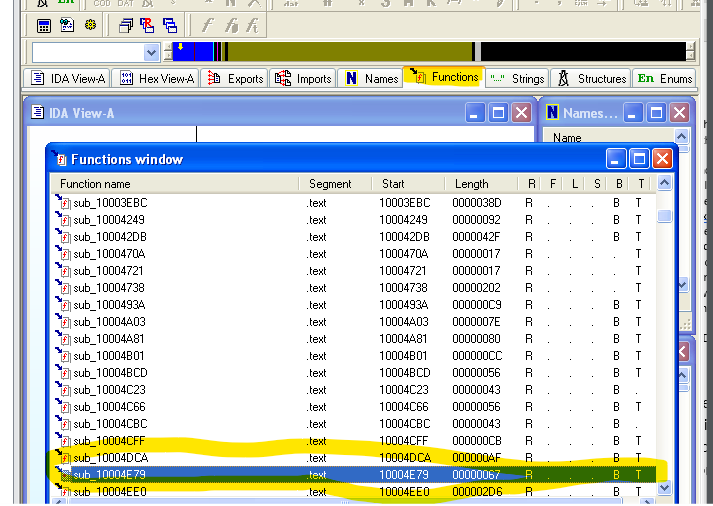 En
COD DAT
IDA View-A Hex View-A Exports Imports N Names Functions "..." Strings Structures En Enums
IDA View-A
N Names...
Name
Functions window
Function name Segment Start Length R F L S B T
sub_10003EBC .text 10003EBC 0000038D R . . . B T
sub_10004249 .text 10004249 00000092 R . . . B T
sub_100042DB .text 100042DB 0000042F R . . . B T
sub_1000470A .text 1000470A 00000017 R . . . . T
sub_10004721 .text 10004721 00000017 R . . . . T
sub_10004738 .text 10004738 00000202 R . . . . T
sub_1000493A .text 1000493A 000000C9 R . . . B T
sub_10004A03 .text 10004A03 0000007E R . . . B T
sub_10004A81 .text 10004A81 00000080 R . . . B T
sub_10004B01 .text 10004B01 000000CC R . . . B T
sub_10004BCD .text 10004BCD 00000056 R . . . B T
sub_10004C23 .text 10004C23 00000043 R . . . B .
sub_10004C66 .text 10004C66 00000056 R . . . B T
sub_10004CBC .text 10004CBC 00000043 R . . . B .
sub_10004CFF .text 10004CFF 000000CB R . . . B T
sub_10004DCA .text 10004DCA 000000AF R . . . B T
sub_10004E79 .text 10004E79 00000067 R . . . B T
sub_10004EE0 .text 10004EE0 000002D6 R . . . B T